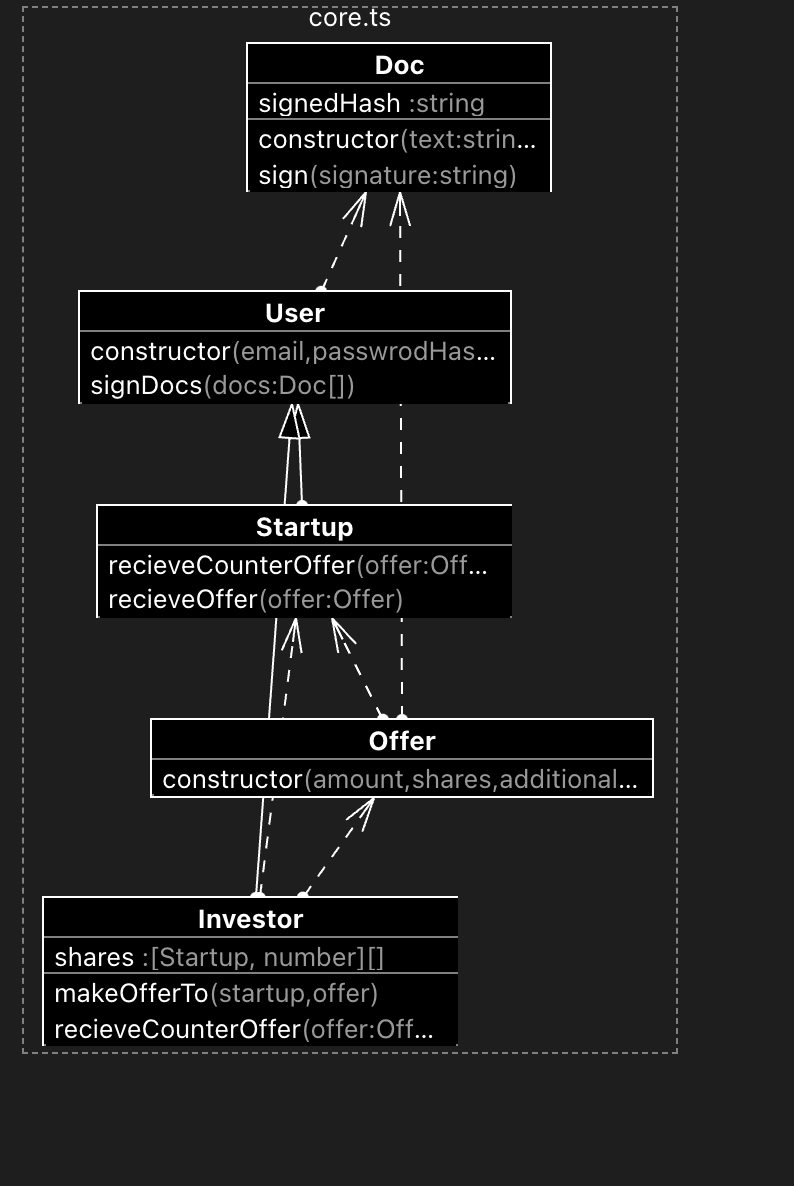 core.ts
Doc
signedHash :string
constructor(text:strin...
sign(signature:string)
User
constructor(email,passwrodHas...
signDocs(docs:Doc[])
Startup
recieveCounterOffer(offer:Off...
recieveOffer(offer:Offer)
Offer
constructor(amount,shares,additional...
Investor
shares :[Startup, number][]
makeOfferTo(startup,offer)
recieveCounterOffer(offer:Off...